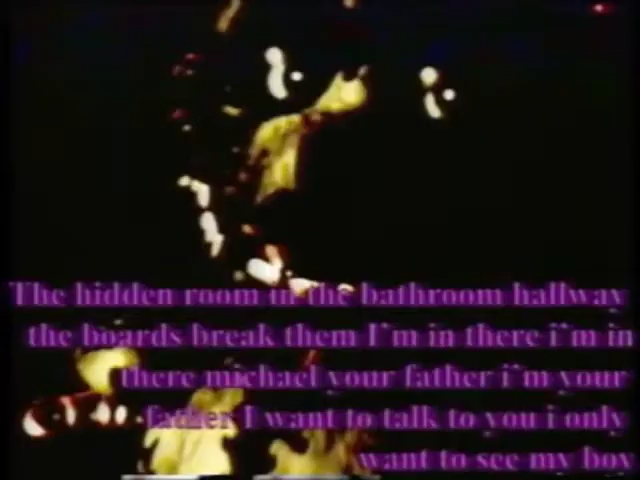 The hidden room in the bathroom hallway
the boards break them I'm in there i'm in
there michael your father i'm your
father I want to talk to you i only
want to see my boy